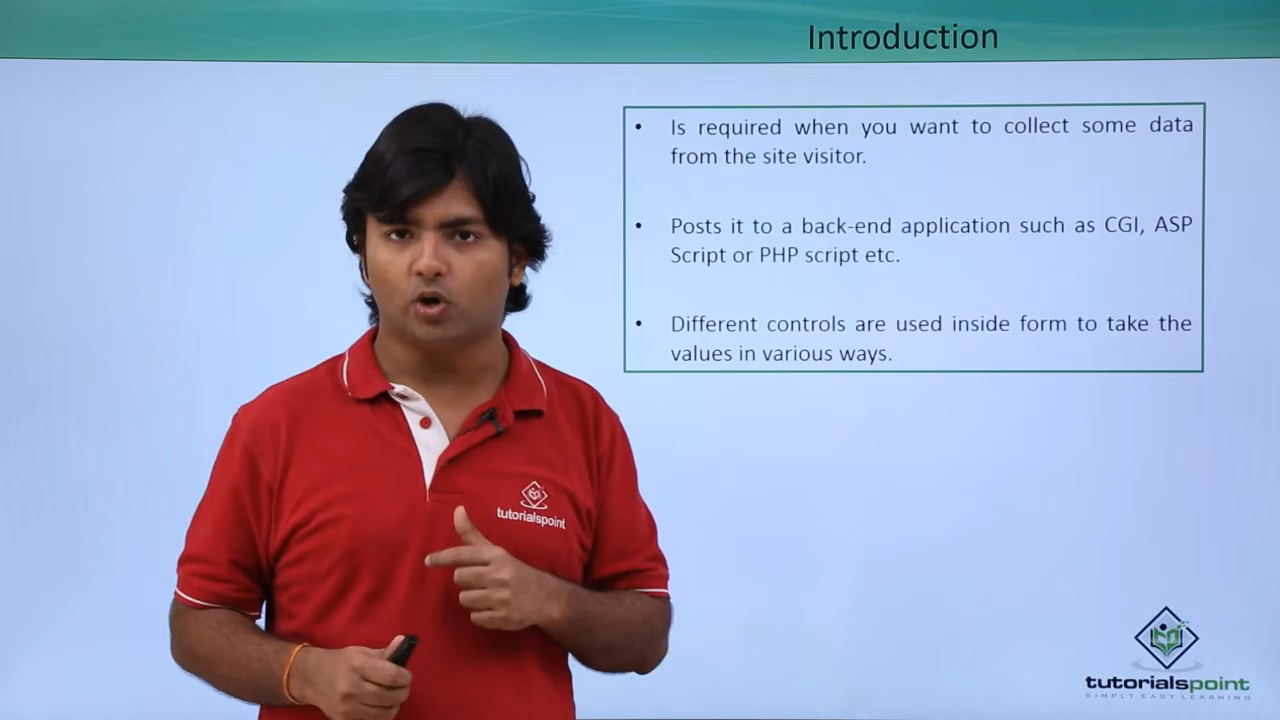 Introduction
• Is required when you want to collect some data
from the site visitor.
• Posts it to a back-end application such as CGI, ASP
Script or PHP script etc.
• Different controls are used inside form to take the
values in various ways.
tutorialspoint
tutorialspoint
SIMPLY EASY LEARNING